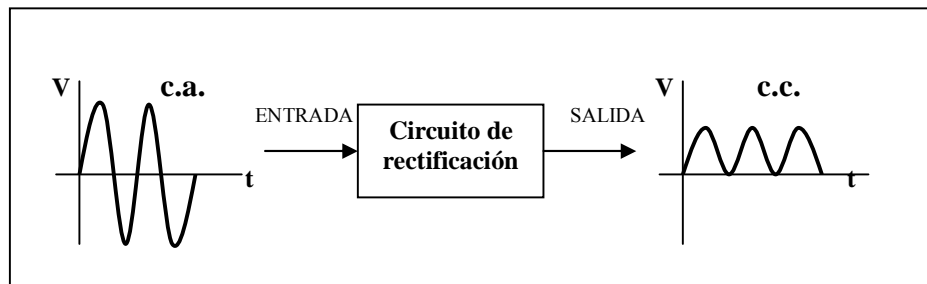 V
c.a.
t
ENTRADA
Circuito de
rectificación
SALIDA
V
c.c.
t